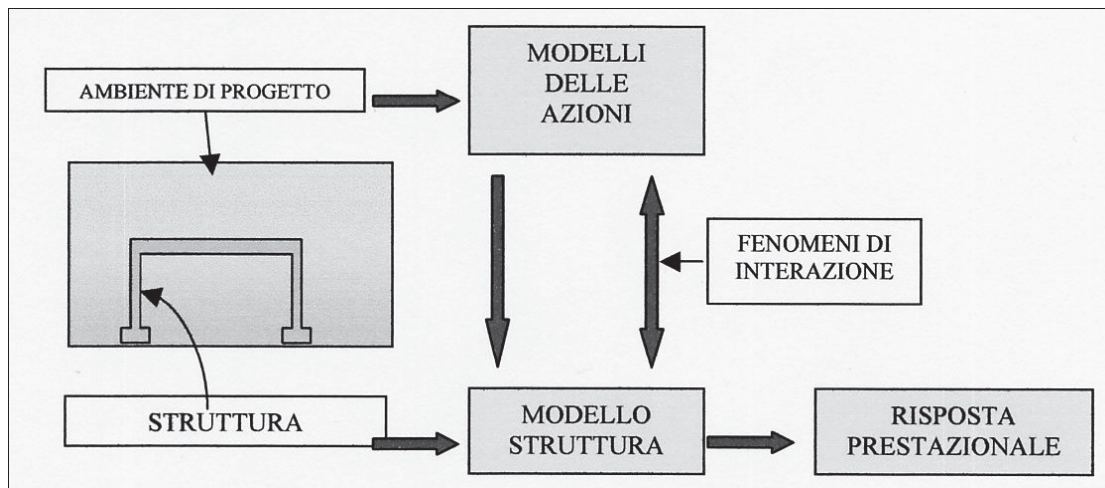 MODELLI
DELLE
AZIONI
AMBIENTE DI PROGETTO
FENOMENI DI
INTERAZIONE
STRUTTURA
MODELLO
STRUTTURA
RISPOSTA
PRESTAZIONALE